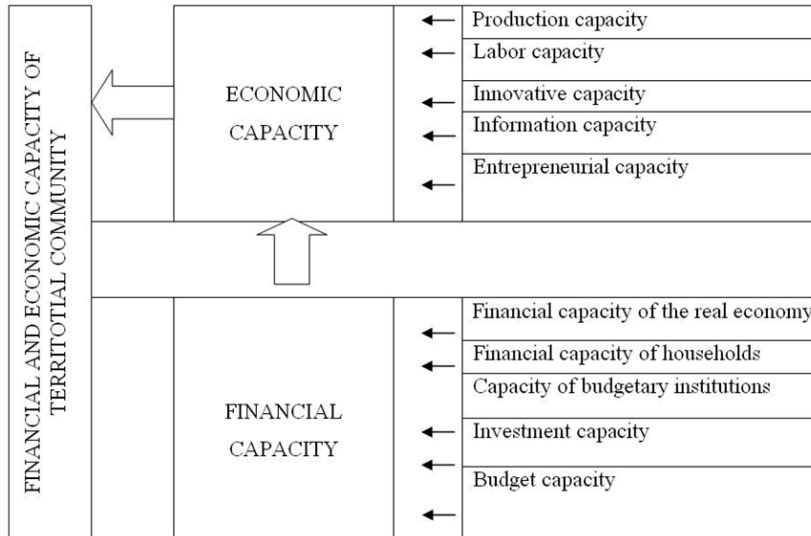 FINANCIAL AND ECONOMIC CAPACITY OF
TERRITOTIAL COMMUNITY
ECONOMIC
CAPACITY
Production capacity
Labor capacity
Innovative capacity
Information capacity
Entrepreneurial capacity
FINANCIAL
CAPACITY
Financial capacity of the real economy
Financial capacity of households
Capacity of budgetary institutions
Investment capacity
Budget capacity